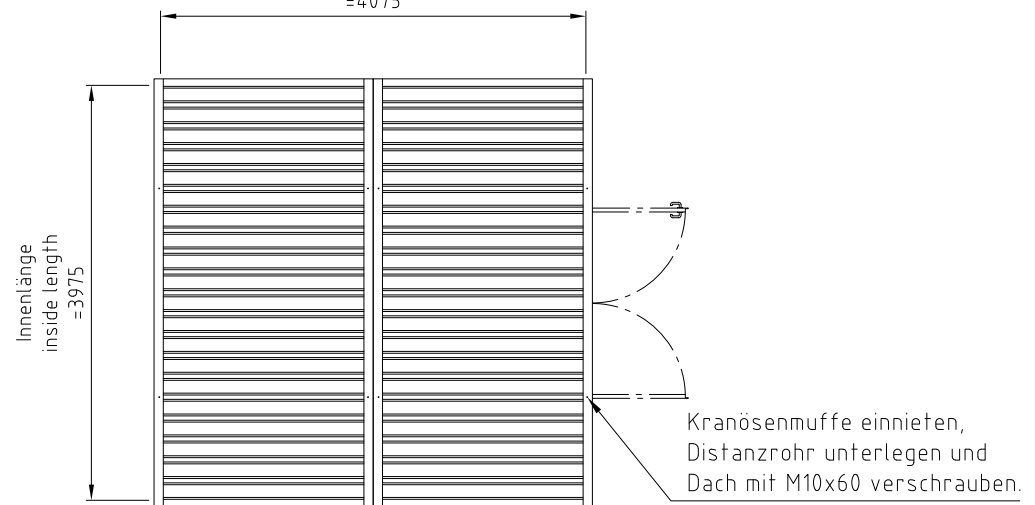 =4075
Innenlänge
inside length
=3975
Kranösenmuffe einnieten,
Distanzrohr unterlegen und
Dach mit M10x60 verschrauben.